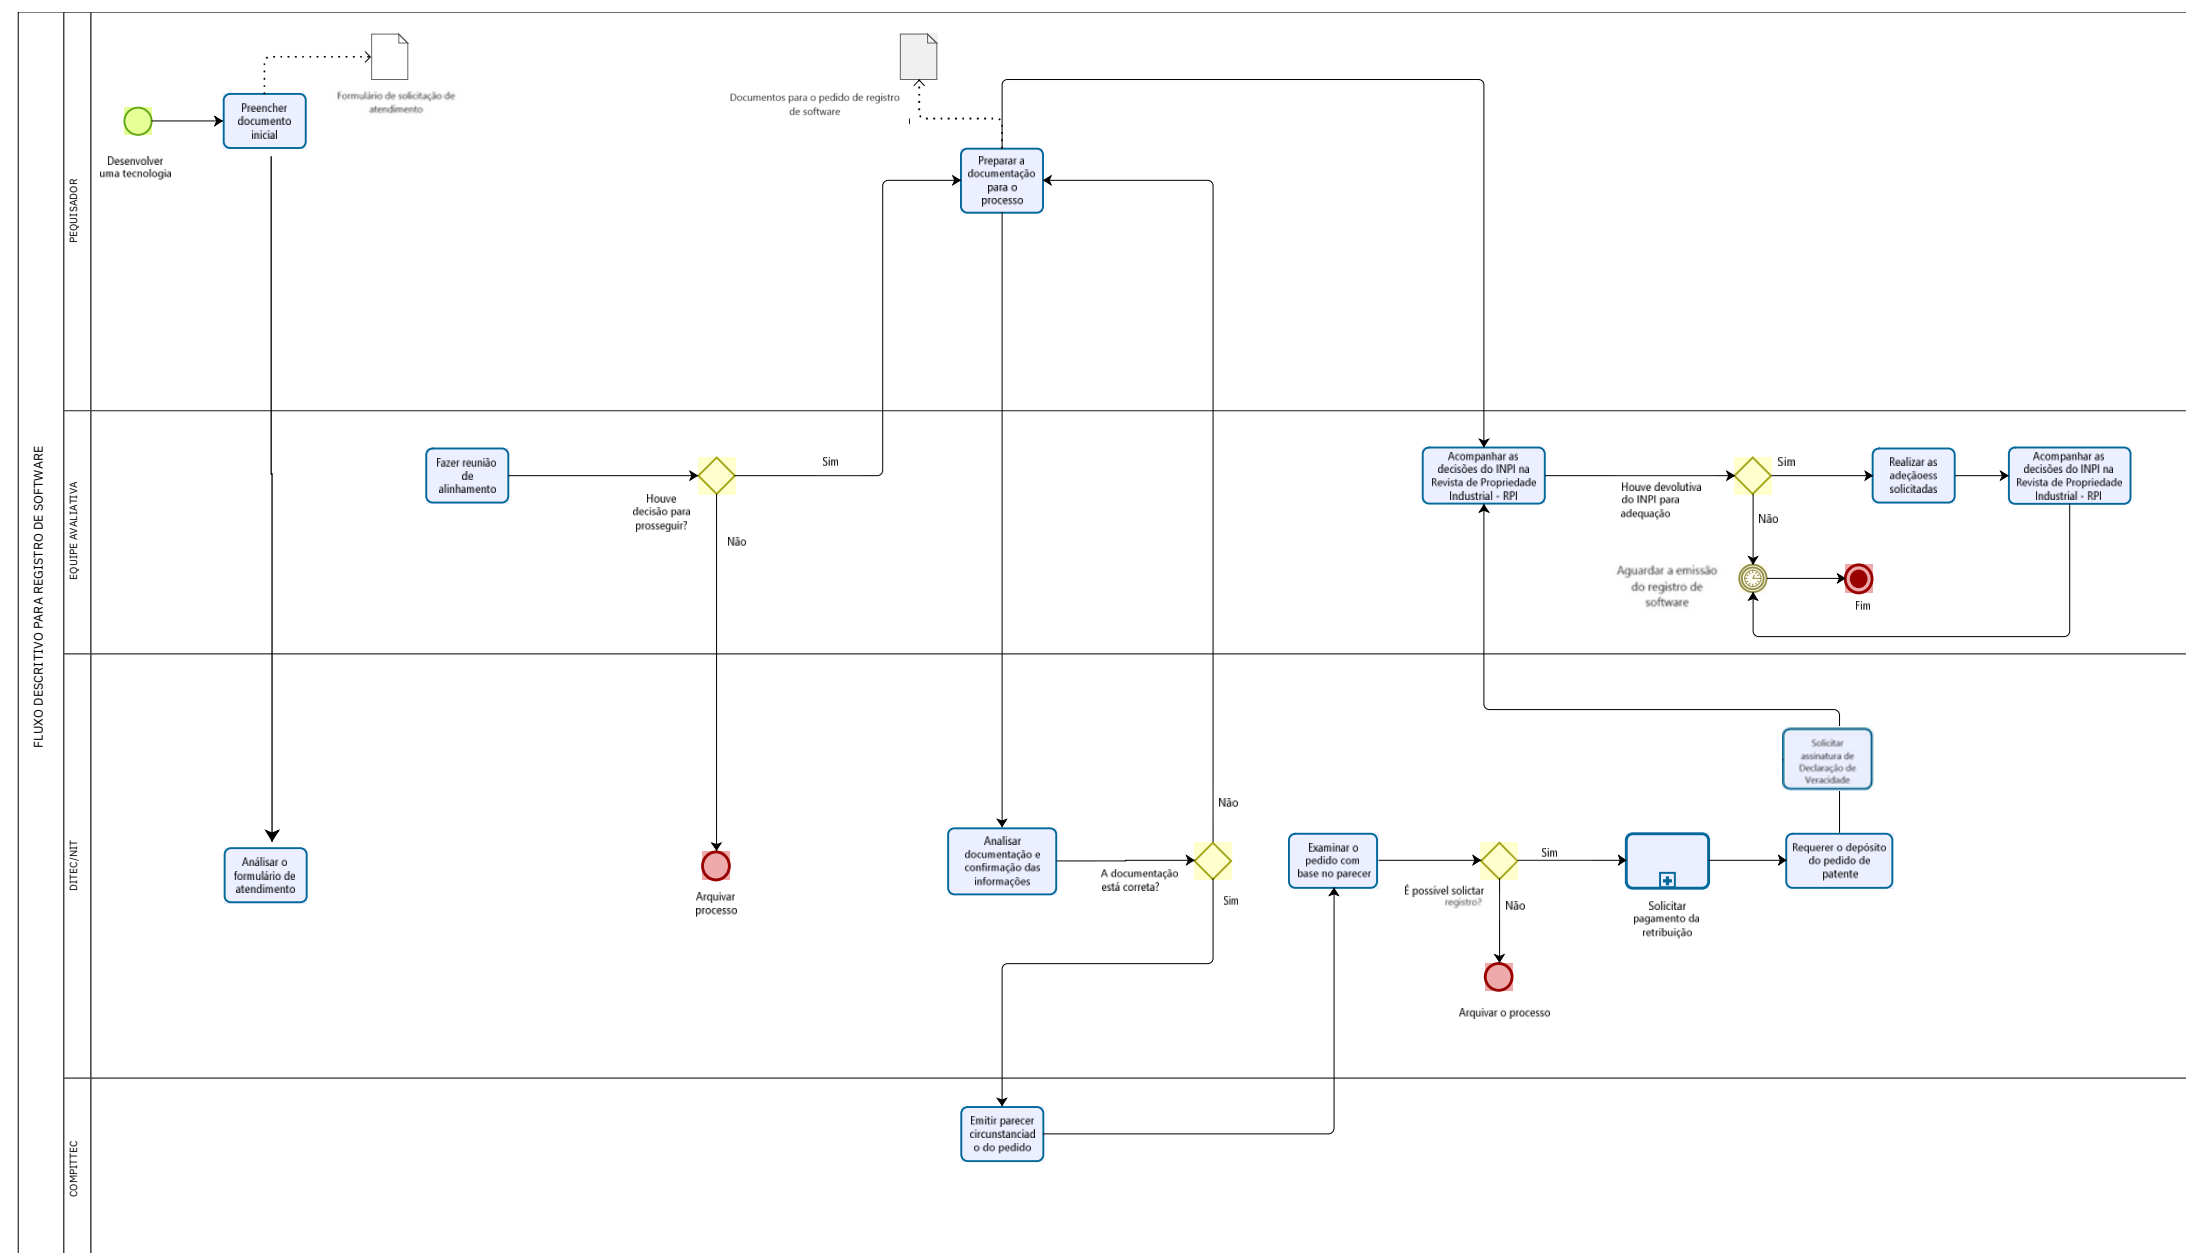 FLUXO DESCRITIVO PARA REGISTRO DE SOFTWARE
PEQUISADOR
Desenvolver
uma tecnologia
Preencher
documento
inicial
Formulário de solicitação de
atendimento
Documentos para o pedido de registro
de software
Preparar a
documentação
para o
processo
EQUIPE AVALIATIVA
Fazer reunião
de
alinhamento
Houve
decisão para
prosseguir?
Sim
Não
Acompanhar as
decisões do INPI na
Revista de Propriedade
Industrial - RPI
Houve devolutiva
do INPI para
adequação
Sim
Não
Realizar as
adeçãoess
solicitadas
Acompanhar as
decisões do INPI na
Revista de Propriedade
Industrial - RPI
Aguardar a emissão
do registro de
software
Fim
DITEC/NIT
Análisar o
formulário de
atendimento
Arquivar
processo
Analisar
documentação e
confirmação das
informações
A documentação
está correta?
Não
Sim
Examinar o
pedido com
base no parecer
É possível solictar
registro?
Sim
Não
Arquivar o processo
Solicitar
pagamento da
retribuição
Requerer o depósito
do pedido de
patente
Solicitar
assinatura de
Declaração de
Veracidade
COMPITTEC
Emitir parecer
circunstanciad
o do pedido